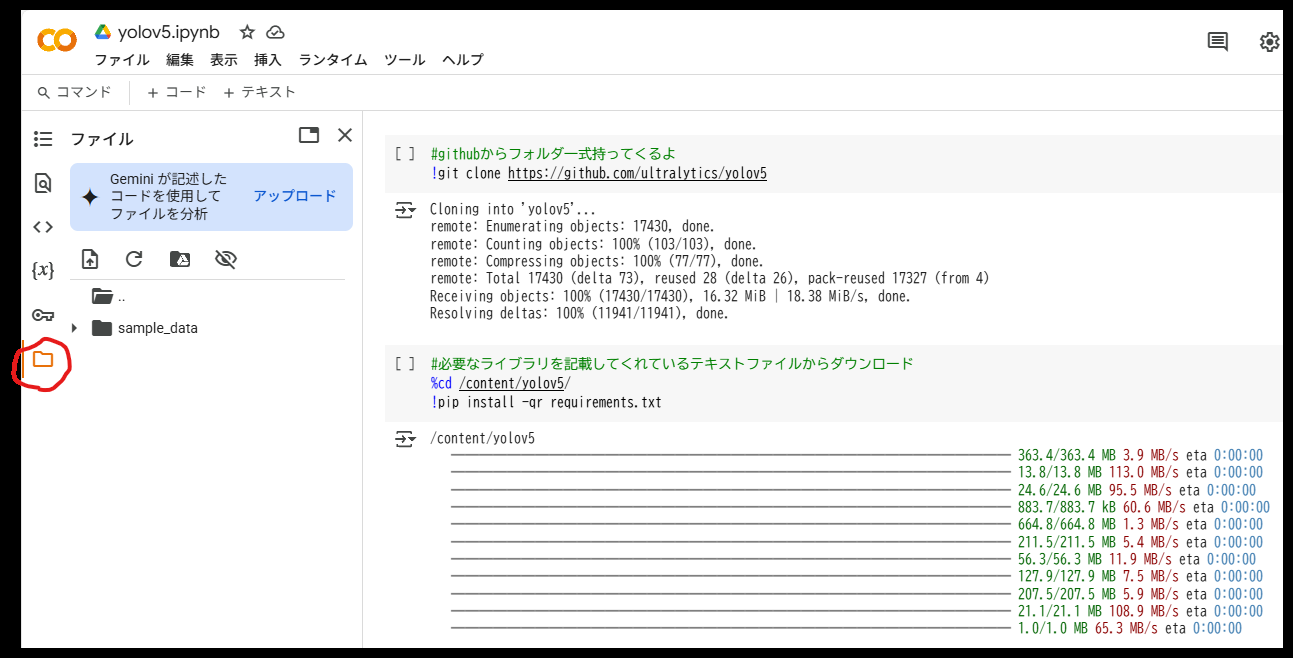 yolov5.ipynb
ファイル 編集 表示 挿入 ランタイム ツール ヘルプ
コマンド + コード + テキスト
ファイル
Gemini が記述した
コードを使用して
ファイルを分析
アップロード
{x}
..
sample_data
[ ] #githubからフォルダ一式持ってくるよ
!git clone https://github.com/ultralytics/yolov5
Cloning into 'yolov5'...
remote: Enumerating objects: 17430, done.
remote: Counting objects: 100% (103/103), done.
remote: Compressing objects: 100% (77/77), done.
remote: Total 17430 (delta 73), reused 28 (delta 26), pack-reused 17327 (from 4)
Receiving objects: 100% (17430/17430), 16.32 MiB | 18.38 MiB/s, done.
Resolving deltas: 100% (11941/11941), done.
[ ] #必要なライブラリを記載してくれているテキストファイルからダウンロード
%cd /content/yolov5/
!pip install -qr requirements.txt
/content/yolov5
363.4/363.4 MB 3.9 MB/s eta 0:00:00
13.8/13.8 MB 113.0 MB/s eta 0:00:00
24.6/24.6 MB 95.5 MB/s eta 0:00:00
883.7/883.7 kB 60.6 MB/s eta 0:00:00
664.8/664.8 MB 1.3 MB/s eta 0:00:00
211.5/211.5 MB 5.4 MB/s eta 0:00:00
56.3/56.3 MB 11.9 MB/s eta 0:00:00
127.9/127.9 MB 7.5 MB/s eta 0:00:00
207.5/207.5 MB 5.9 MB/s eta 0:00:00
21.1/21.1 MB 108.9 MB/s eta 0:00:00
1.0/1.0 MB 65.3 MB/s eta 0:00:00